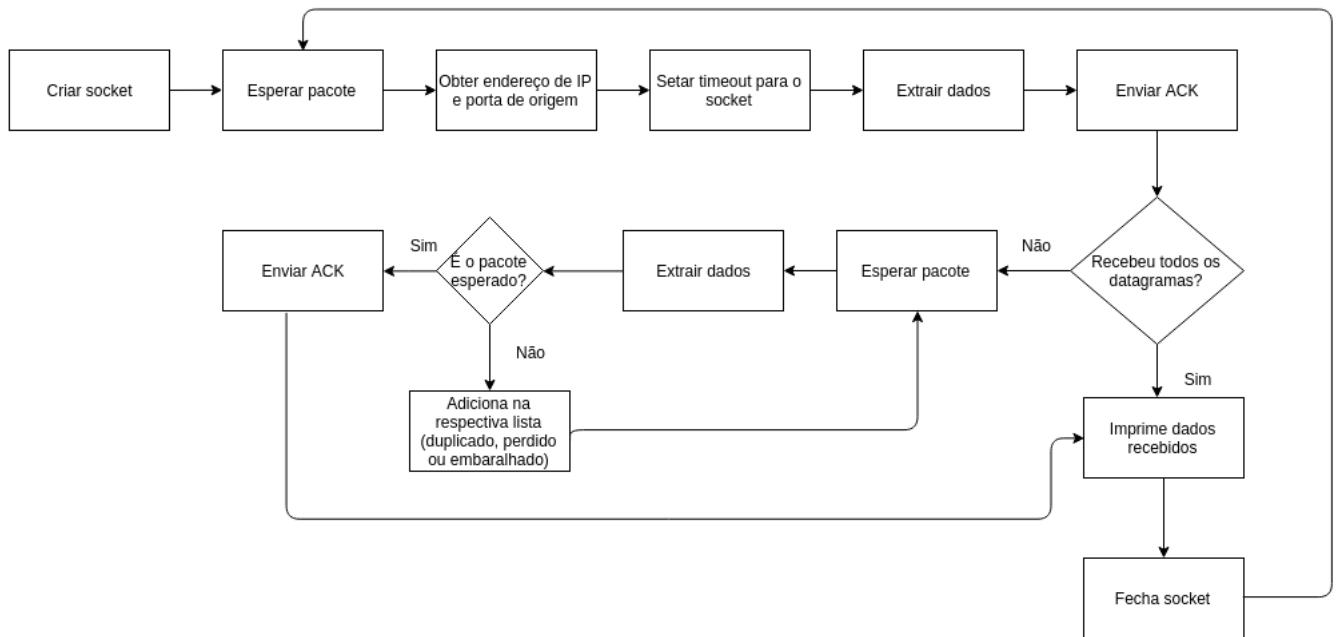 Criar socket
Esperar pacote
Obter endereço de IP
e porta de origem
Setar timeout para o
socket
Extrair dados
Enviar ACK
Enviar ACK
Sim
É o pacote
esperado?
Extrair dados
Esperar pacote
Não
Recebeu todos os
datagramas?
Não
Sim
Adiciona na
respectiva lista
(duplicado, perdido
ou embaralhado)
Imprime dados
recebidos
Fecha socket